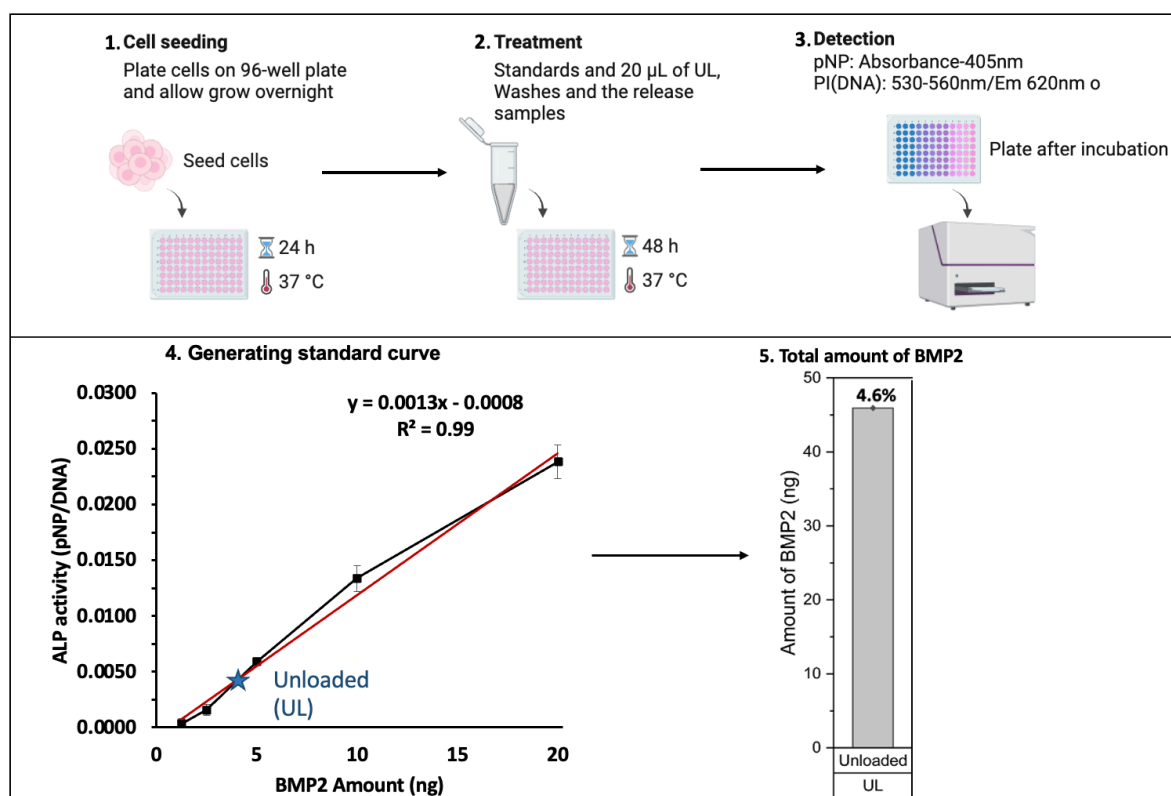 1. Cell seeding
Plate cells on 96-well plate
and allow grow overnight
Seed cells
24 h
37 °C
2. Treatment
Standards and 20 µL of UL,
Washes and the release
samples
48 h
37 °C
3. Detection
pNP: Absorbance-405nm
PI(DNA): 530-560nm/Em 620nm o
Plate after incubation
4. Generating standard curve
y = 0.0013x - 0.0008
R² = 0.99
ALP activity (pNP/DNA)
0.0300
0.0250
0.0200
0.0150
0.0100
0.0050
0.0000
Unloaded
(UL)
0 5 10 15 20
BMP2 Amount (ng)
5. Total amount of BMP2
4.6%
Amount of BMP2 (ng)
50
40
30
20
10
0
Unloaded
UL